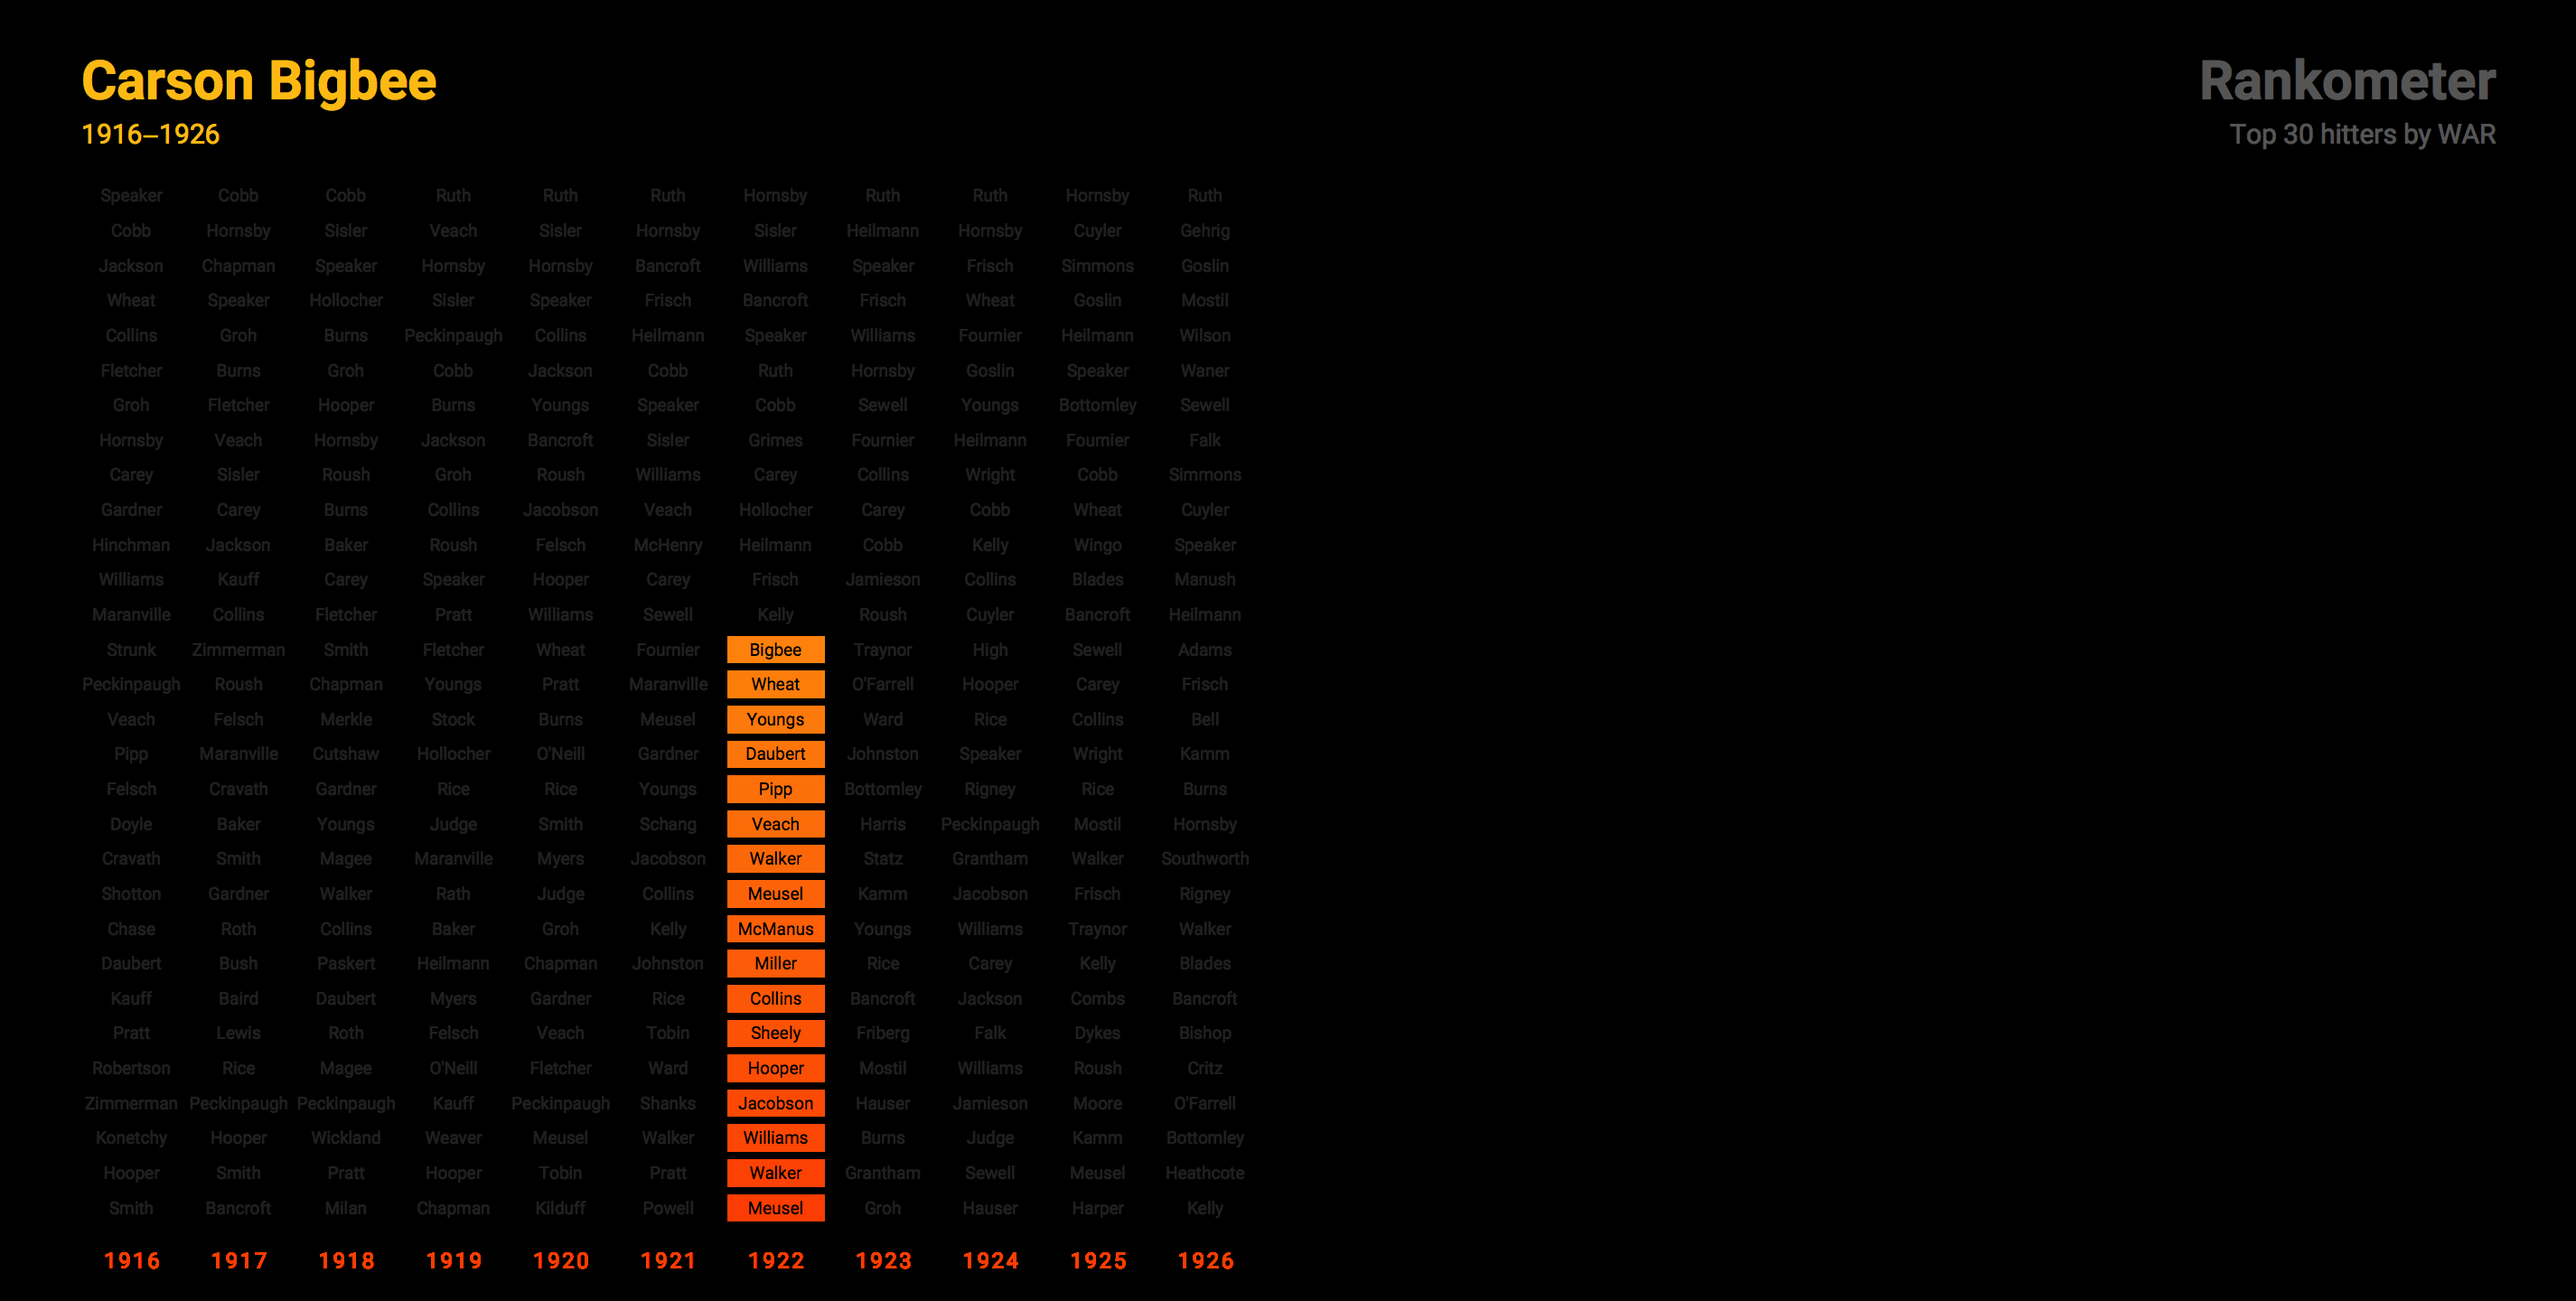 Carson Bigbee
1916–1926
Rankometer
Top 30 hitters by WAR
Speaker Cobb Cobb Ruth Ruth Ruth Hornsby Ruth Ruth Hornsby Ruth
Cobb Hornsby Sisler Veach Sisler Hornsby Sisler Heilmann Hornsby Cuyler Gehrig
Jackson Chapman Speaker Hornsby Hornsby Bancroft Williams Speaker Frisch Simmons Goslin
Wheat Speaker Hollocher Sisler Speaker Frisch Bancroft Frisch Wheat Goslin Mostil
Collins Groh Burns Peckinpaugh Collins Heilmann Speaker Williams Fournier Heilmann Wilson
Fletcher Burns Groh Cobb Jackson Cobb Ruth Hornsby Goslin Speaker Waner
Groh Fletcher Hooper Burns Youngs Speaker Cobb Sewell Youngs Bottomley Sewell
Hornsby Veach Hornsby Jackson Bancroft Sisler Grimes Fournier Heilmann Fournier Falk
Carey Sisler Roush Groh Roush Williams Carey Collins Wright Cobb Simmons
Gardner Carey Burns Collins Jacobson Veach Hollocher Carey Cobb Wheat Cuyler
Hinchman Jackson Baker Roush Felsch McHenry Heilmann Cobb Kelly Wingo Speaker
Williams Kauff Carey Speaker Hooper Carey Frisch Jamieson Collins Blades Manush
Maranville Collins Fletcher Pratt Williams Sewell Kelly Roush Cuyler Bancroft Heilmann
Strunk Zimmerman Smith Fletcher Wheat Fournier Bigbee Traynor High Sewell Adams
Peckinpaugh Roush Chapman Youngs Pratt Maranville Wheat O'Farrell Hooper Carey Frisch
Veach Felsch Merkle Stock Burns Meusel Youngs Ward Rice Collins Bell
Pipp Maranville Cutshaw Hollocher O'Neill Gardner Daubert Johnston Speaker Wright Kamm
Felsch Cravath Gardner Rice Rice Youngs Pipp Bottomley Rigney Rice Burns
Doyle Baker Youngs Judge Smith Schang Veach Harris Peckinpaugh Mostil Hornsby
Cravath Smith Magee Maranville Myers Jacobson Walker Statz Grantham Walker Southworth
Shotton Gardner Walker Rath Judge Collins Meusel Kamm Jacobson Frisch Rigney
Chase Roth Collins Baker Groh Kelly McManus Youngs Williams Traynor Walker
Daubert Bush Paskert Heilmann Chapman Johnston Miller Rice Carey Kelly Blades
Kauff Baird Daubert Myers Gardner Rice Collins Bancroft Jackson Combs Bancroft
Pratt Lewis Roth Felsch Veach Tobin Sheely Friberg Falk Dykes Bishop
Robertson Rice Magee O'Neill Fletcher Ward Hooper Mostil Williams Roush Critz
Zimmerman Peckinpaugh Peckinpaugh Kauff Peckinpaugh Shanks Jacobson Hauser Jamieson Moore O'Farrell
Konetchy Hooper Wickland Weaver Meusel Walker Williams Burns Judge Kamm Bottomley
Hooper Smith Pratt Hooper Tobin Pratt Walker Grantham Sewell Meusel Heathcote
Smith Bancroft Milan Chapman Kilduff Powell Meusel Groh Hauser Harper Kelly
1916 1917 1918 1919 1920 1921 1922 1923 1924 1925 1926